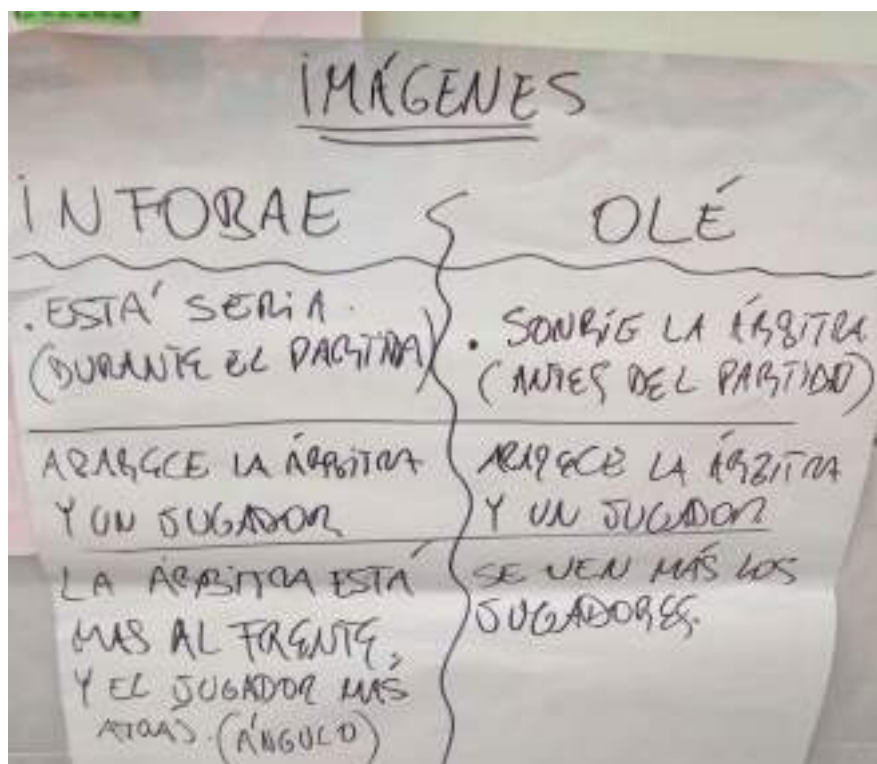 IMÁGENES
INFOBAE
OLÉ
. ESTÁ SERIA.
(DURANTE EL PARTIDO)
. SONRÍE LA ÁRBITRA
(ANTES DEL PARTIDO)
APARECE LA ÁRBITRA
Y UN JUGADOR
APARECE LA ÁRBITRA
Y UN JUGADOR
LA ÁRBITRA ESTÁ
MAS AL FRENTE,
Y EL JUGADOR MÁS
ATRÁS. (ÁNGULO)
SE VEN MÁS LOS
JUGADORES.